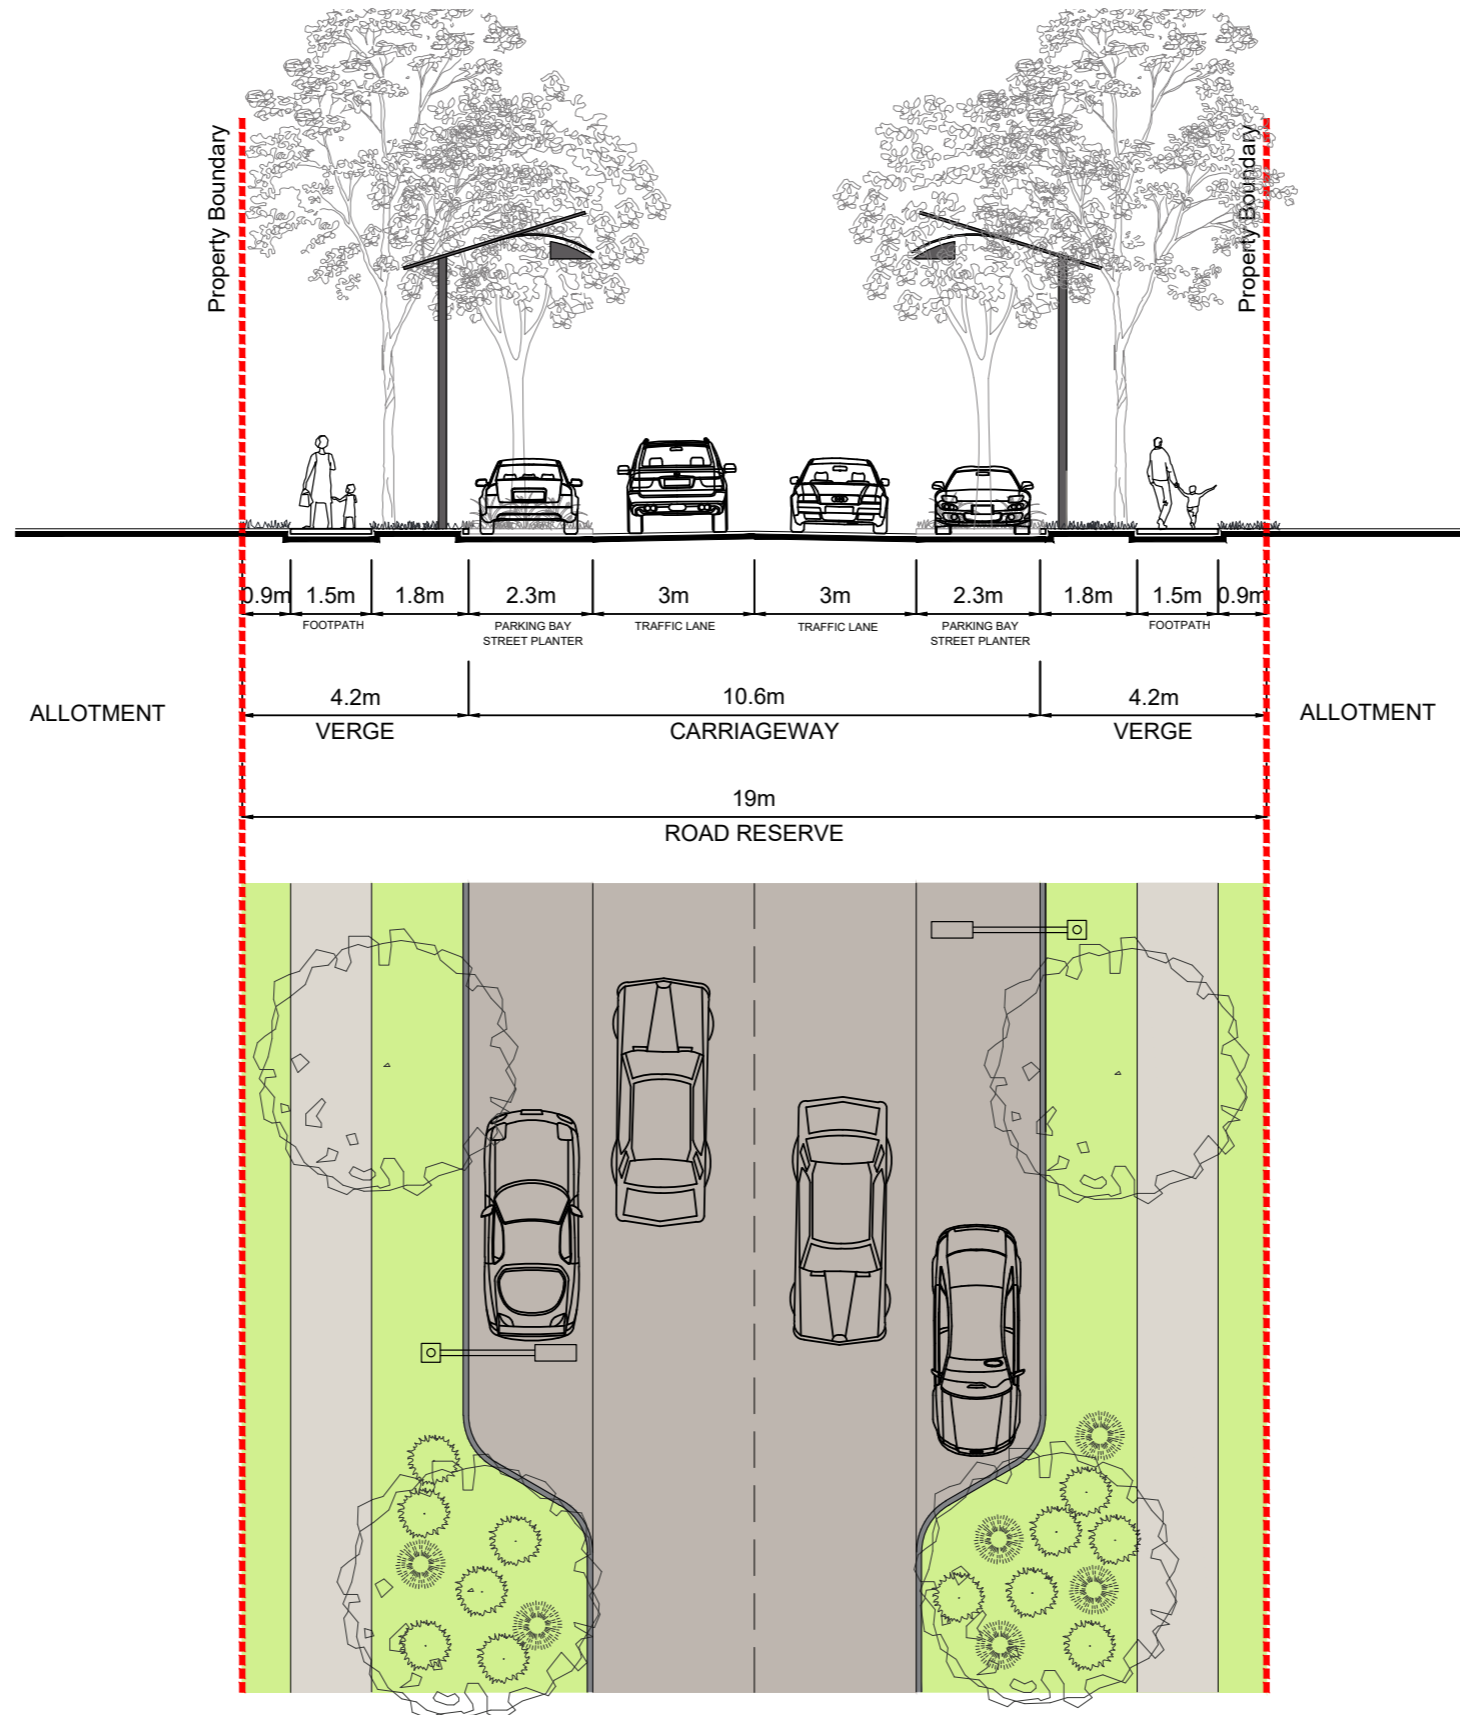 Property Boundary
Property Boundary
0.9m 1.5m 1.8m 2.3m 3m 3m 2.3m 1.8m 1.5m 0.9m
FOOTPATH PARKING BAY TRAFFIC LANE TRAFFIC LANE PARKING BAY FOOTPATH
STREET PLANTER STREET PLANTER
4.2m 10.6m 4.2m
ALLOTMENT VERGE CARRIAGEWAY VERGE ALLOTMENT
19m
ROAD RESERVE